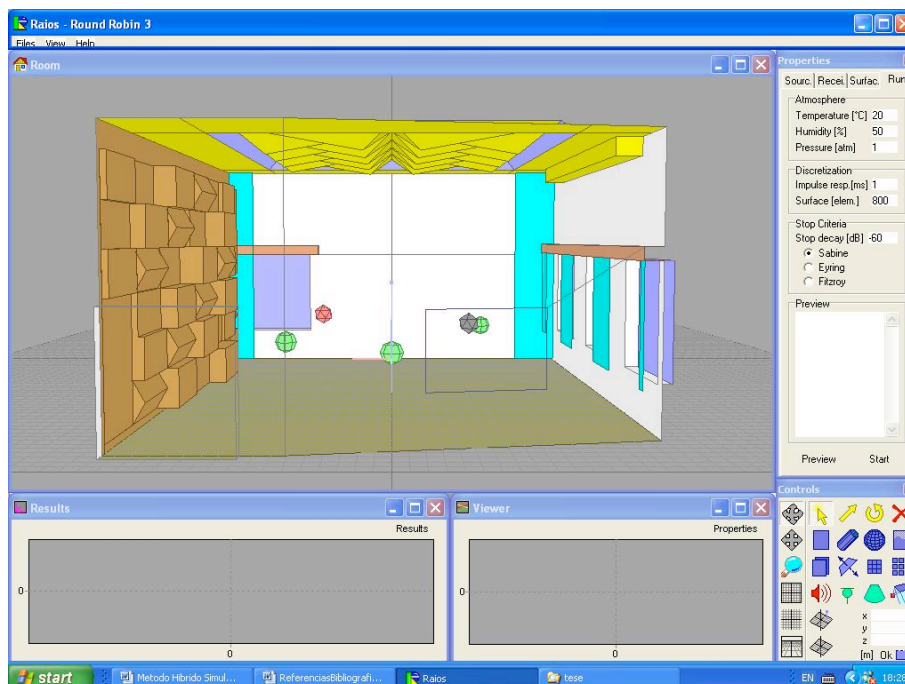 Raios - Round Robin 3
Files View Help
Room
Properties
Sourc. Recei. Surfac. Run
Atmosphere
Temperature [°C] 20
Humidity [%] 50
Pressure [atm] 1
Discretization
Impulse resp.[ms] 1
Surface [elem.] 800
Stop Criteria
Stop decay [dB] -60
Sabine
Eyring
Fitzroy
Preview
Preview Start
Results
Results
0
0
Viewer
Properties
0
0
Controls
x
y
z
[m] Ok
start
Metodo Hibrido Simul...
ReferenciasBibliografi...
Raios
tese
EN
18:28